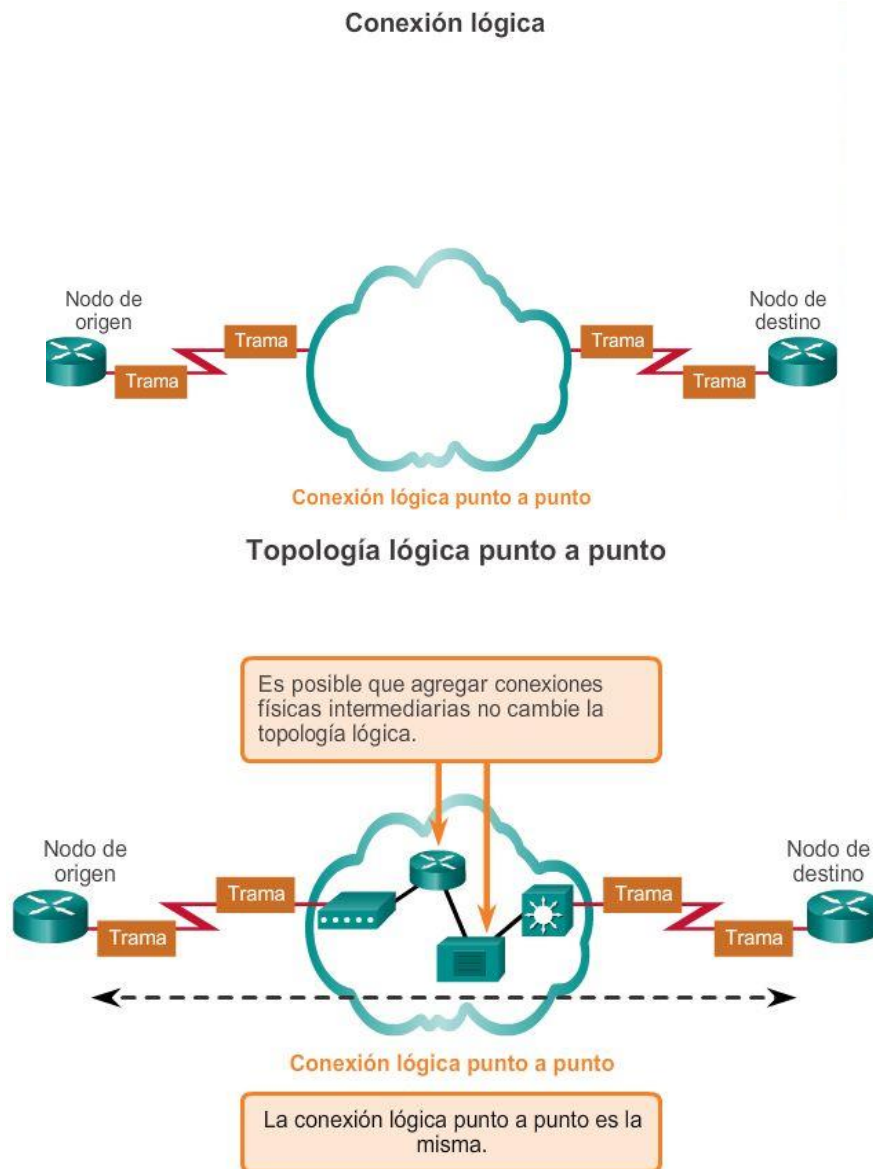 Conexión lógica
Nodo de
origen
Nodo de
destino
Trama
Trama
Trama
Trama
Conexión lógica punto a punto
Topología lógica punto a punto
Es posible que agregar conexiones
físicas intermediarias no cambie la
topología lógica.
Nodo de
origen
Nodo de
destino
Trama
Trama
Trama
Trama
Conexión lógica punto a punto
La conexión lógica punto a punto es la
misma.